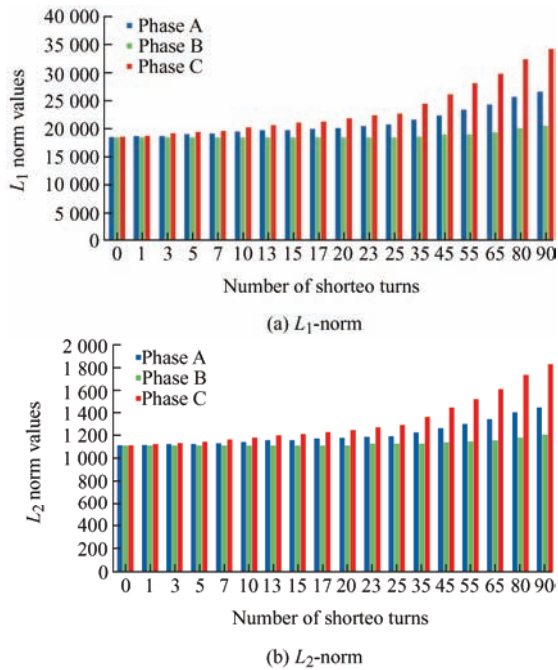 40 000
35 000
30 000
25 000
20 000
15 000
10 000
5 000
0
L1 norm values
Phase A
Phase B
Phase C
0 1 3 5 7 10 13 15 17 20 23 25 35 45 55 65 80 90
Number of shorteo turns
(a) L1-norm
2 000
1 800
1 600
1 400
1 200
1 000
800
600
400
200
0
L2 norm values
Phase A
Phase B
Phase C
0 1 3 5 7 10 13 15 17 20 23 25 35 45 55 65 80 90
Number of shorteo turns
(b) L2-norm